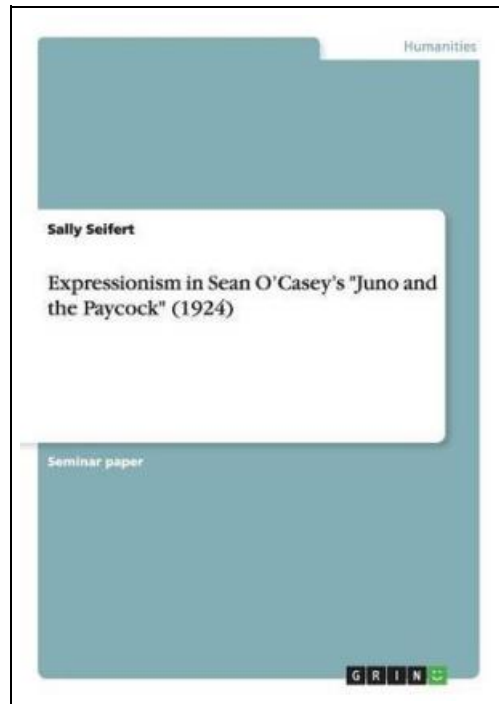 Humanities
Sally Seifert
Expressionism in Sean O'Casey's "Juno and
the Paycock" (1924)
Seminar paper
GRIN